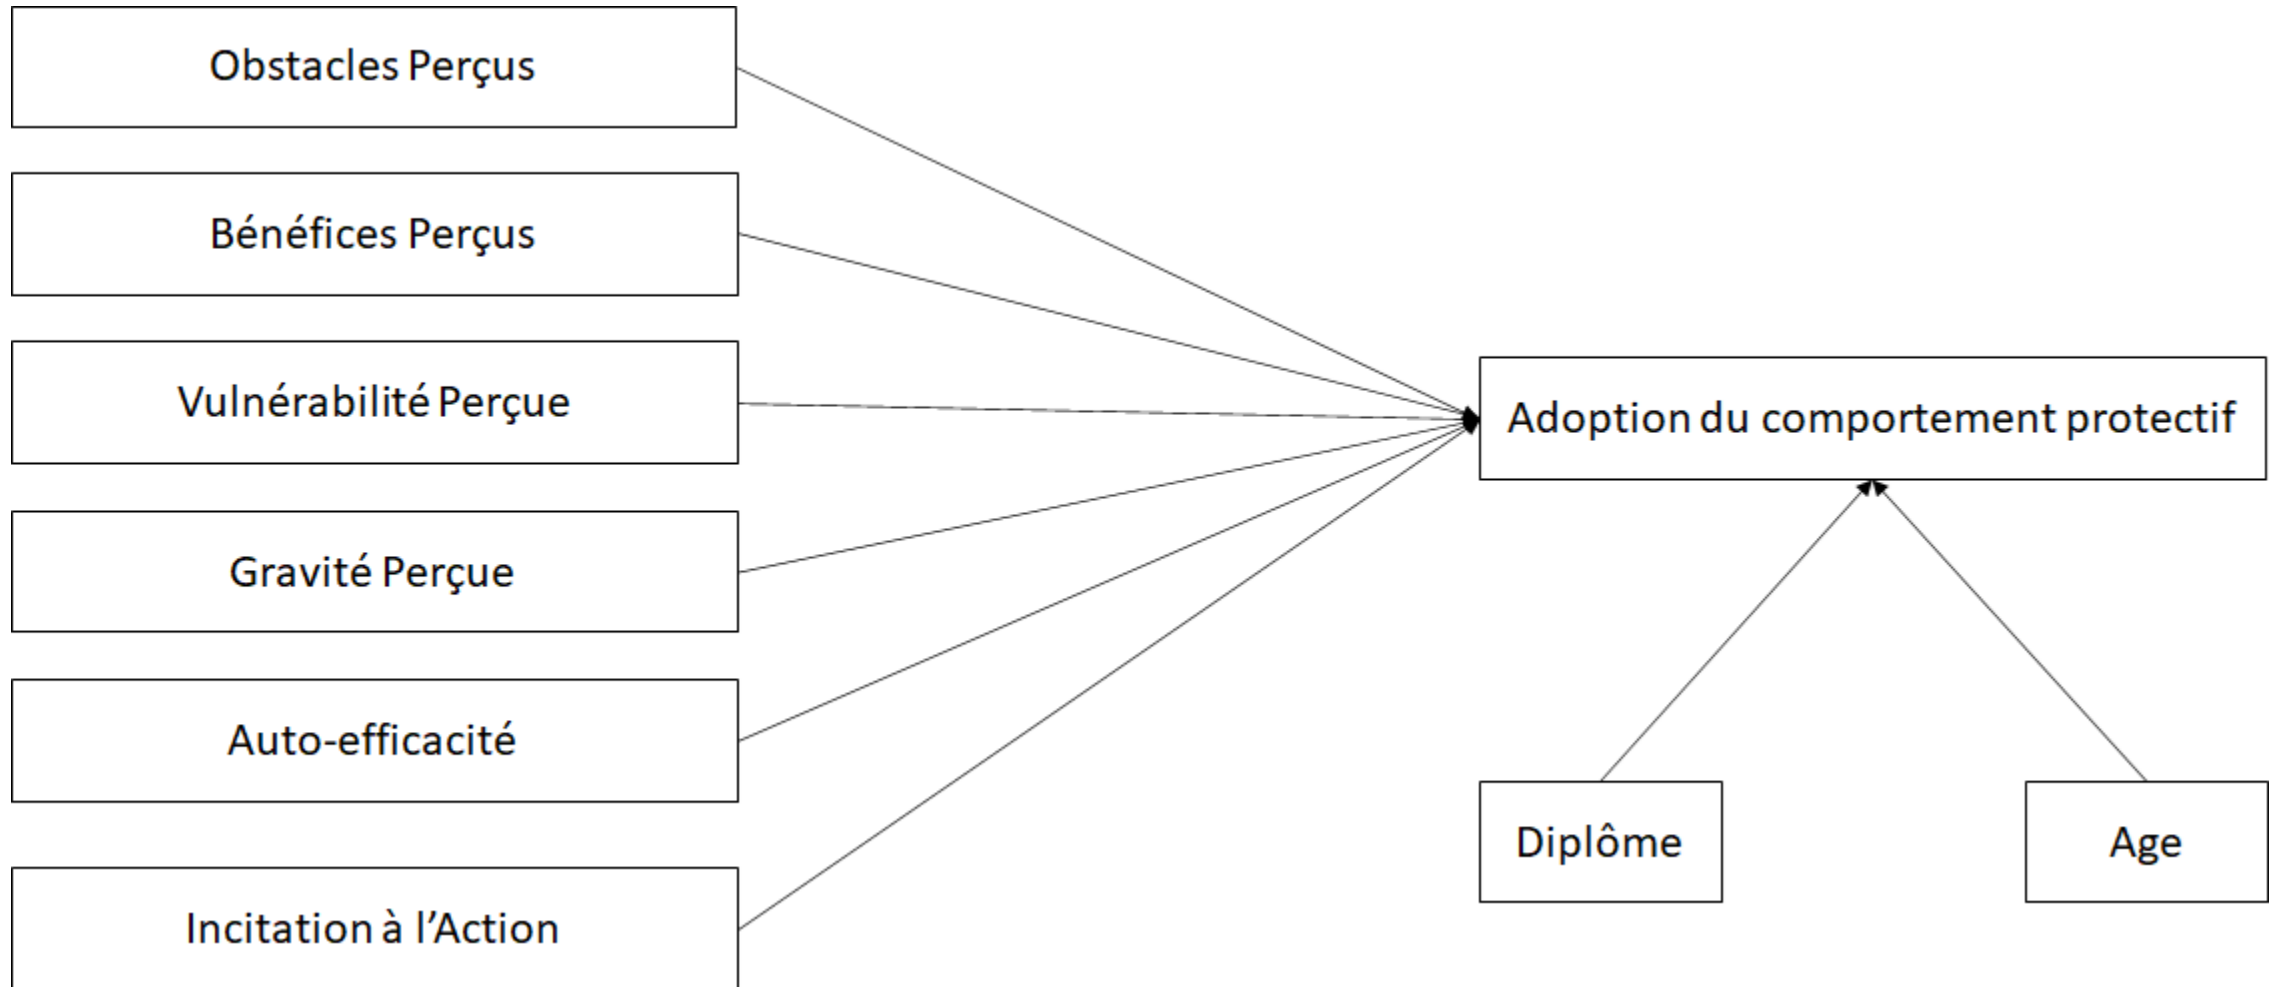 Obstacles Perçus
Bénéfices Perçus
Vulnérabilité Perçue
Adoption du comportement protectif
Gravité Perçue
Auto-efficacité
Diplôme
Age
Incitation à l’Action